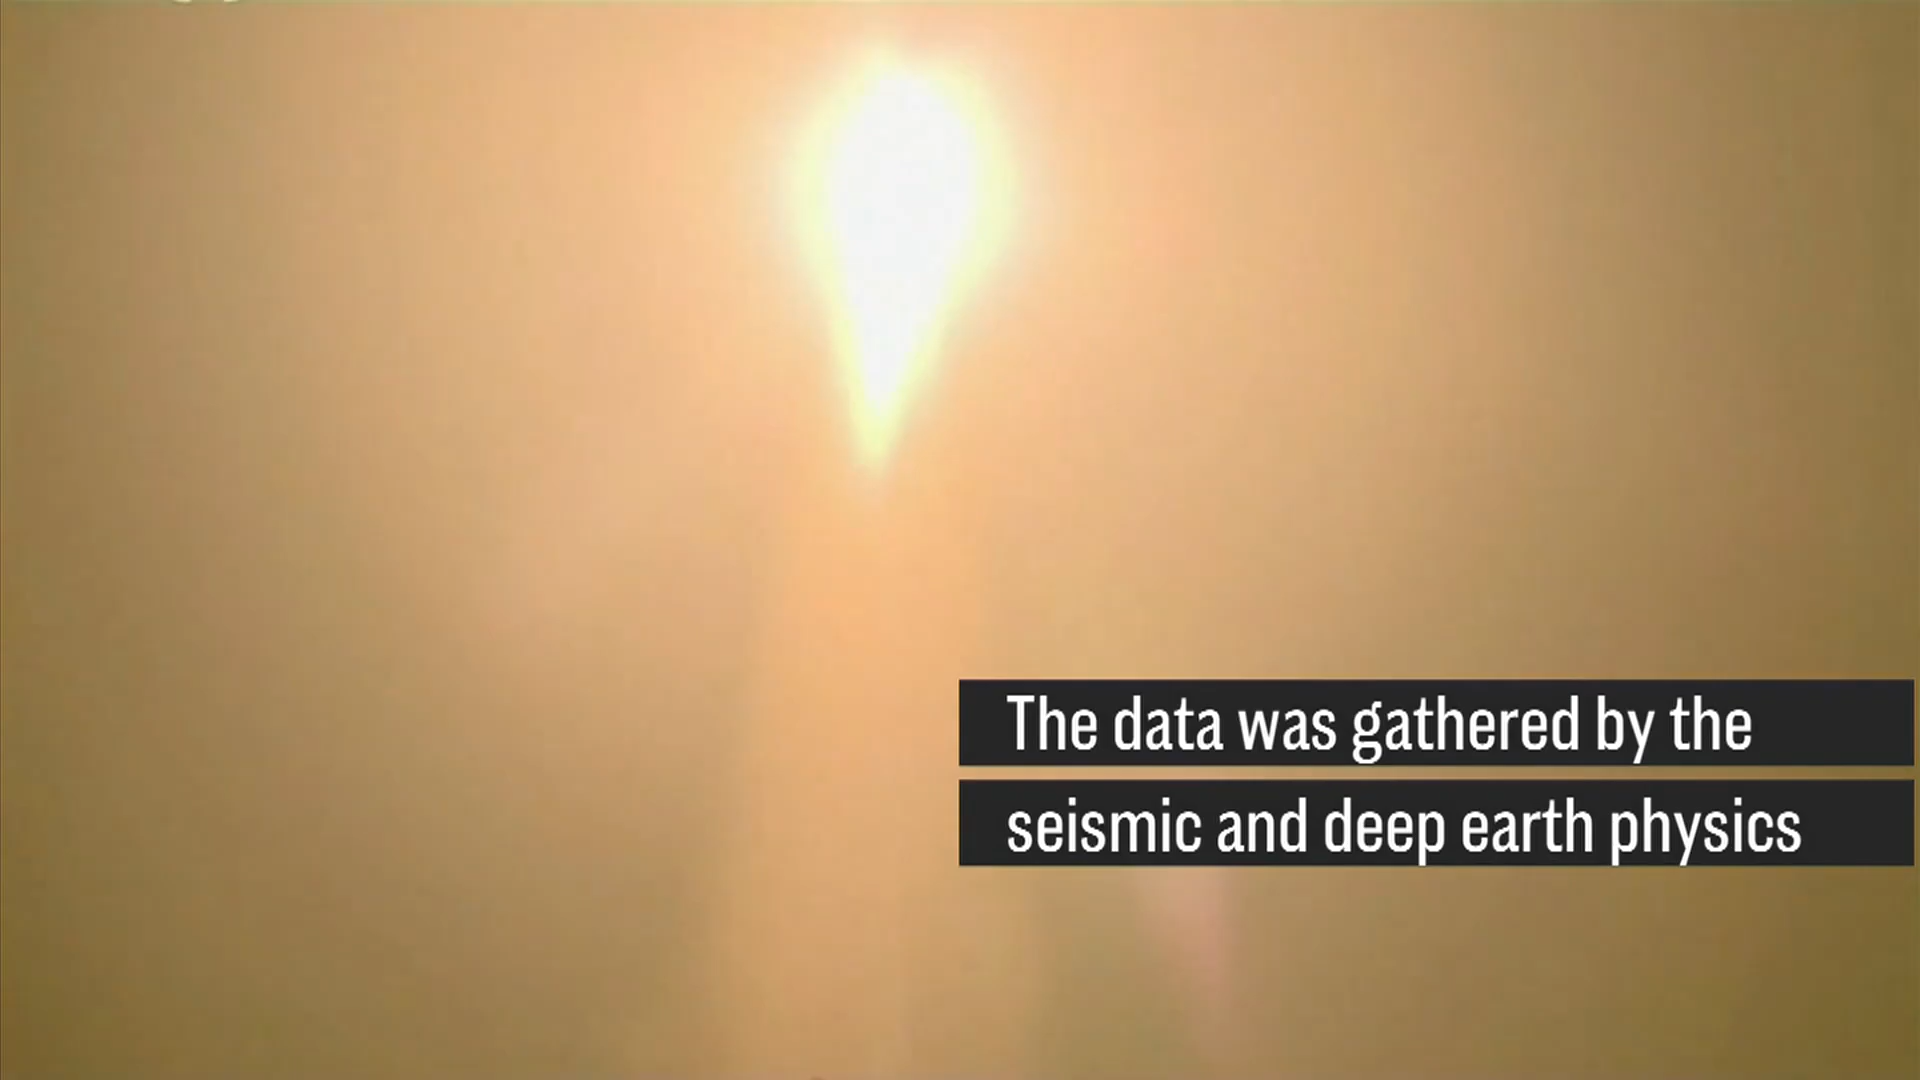 The data was gathered by the
seismic and deep earth physics